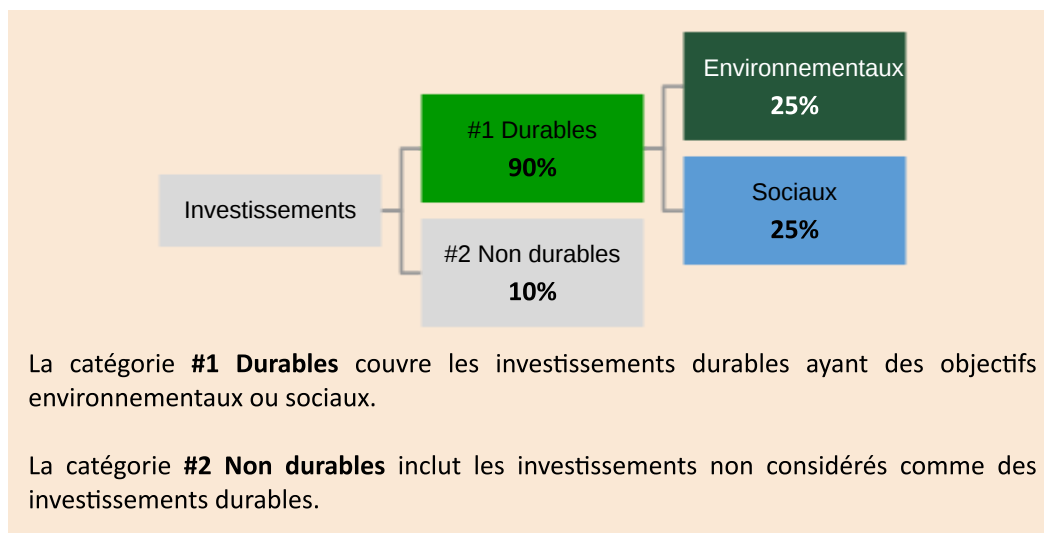 Environnementaux
25%
#1 Durables
90%
Sociaux
25%
Investissements
#2 Non durables
10%
La catégorie #1 Durables couvre les investissements durables ayant des objectifs
environnementaux ou sociaux.
La catégorie #2 Non durables inclut les investissements non considérés comme des
investissements durables.